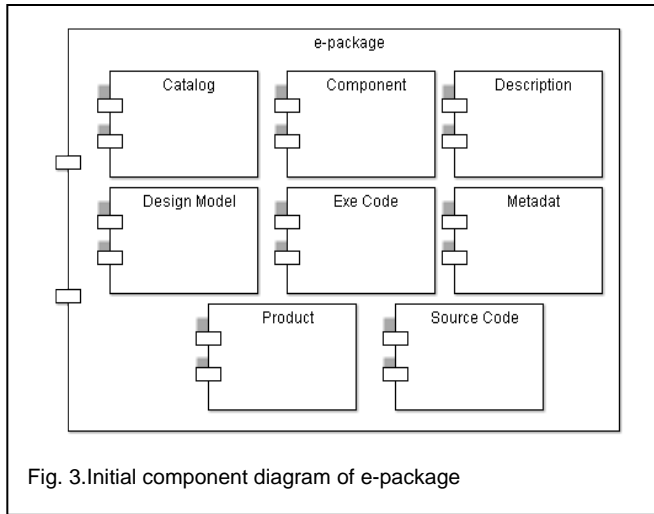 e-package
Catalog
Component
Description
Design Model
Exe Code
Metadat
Product
Source Code
Fig. 3.Initial component diagram of e-package